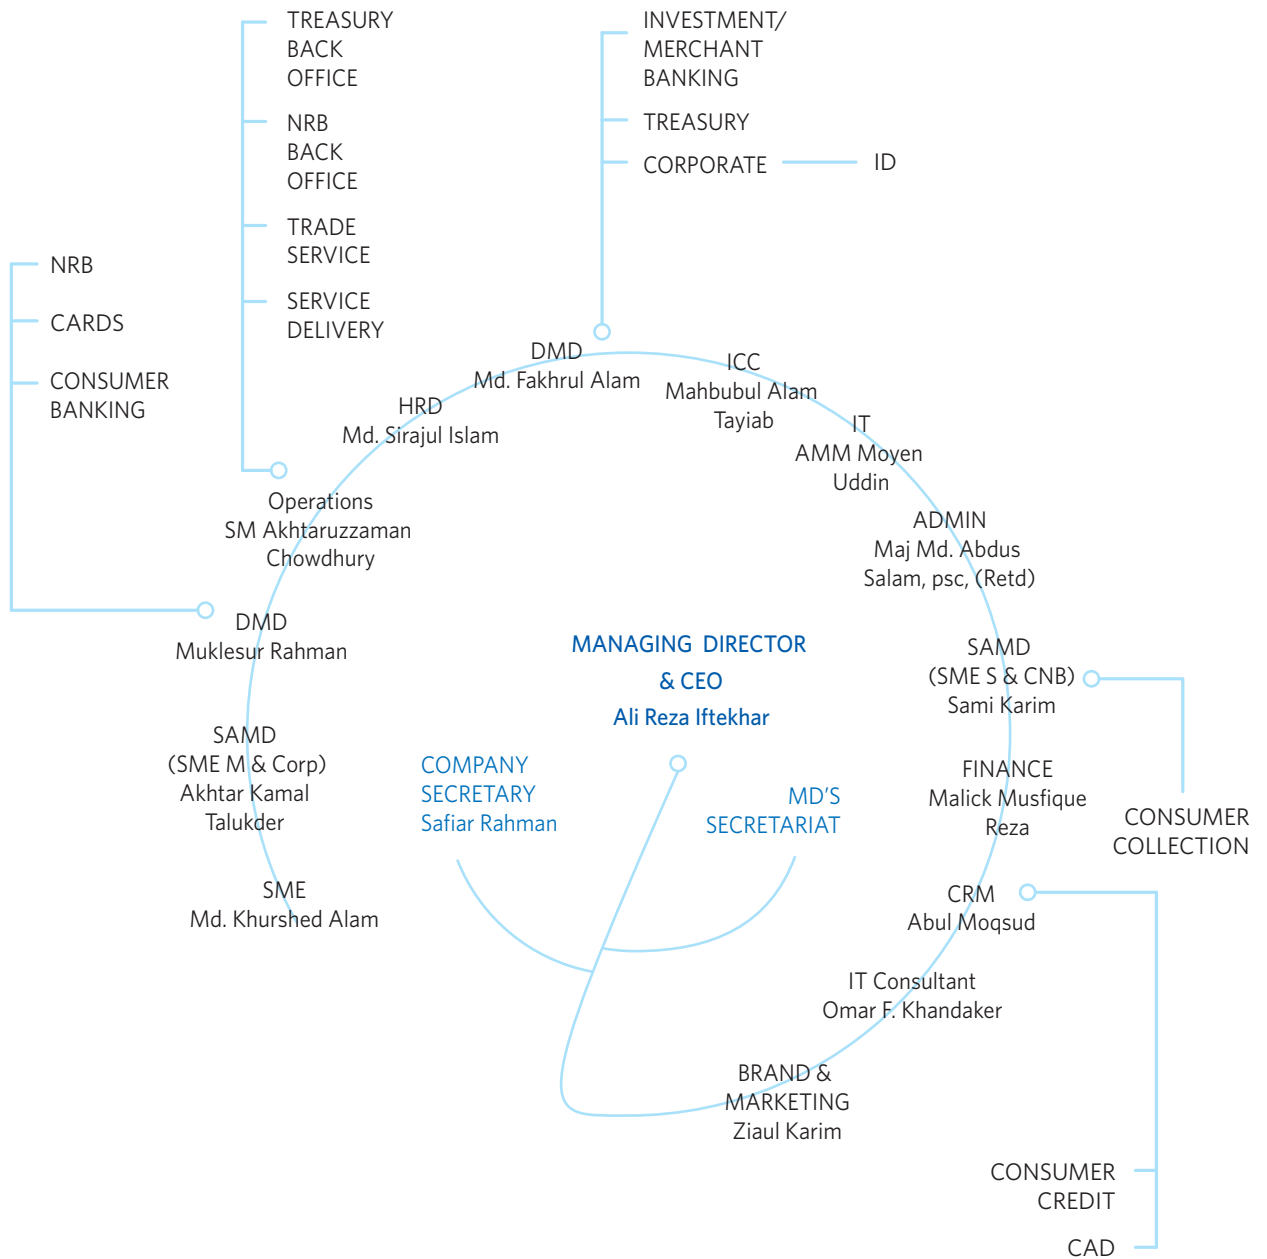 TREASURY
BACK
OFFICE
NRB
BACK
OFFICE
TRADE
SERVICE
SERVICE
DELIVERY
INVESTMENT/
MERCHANT
BANKING
TREASURY
CORPORATE
ID
NRB
CARDS
CONSUMER
BANKING
DMD
Md. Fakhrul Alam
ICC
Mahbubul Alam
Tayiab
HRD
Md. Sirajul Islam
IT
AMM Moyen
Uddin
Operations
SM Akhtaruzzaman
Chowdhury
ADMIN
Maj Md. Abdus
Salam, psc, (Retd)
DMD
Muklesur Rahman
MANAGING DIRECTOR
& CEO
Ali Reza Iftekhar
SAMD
(SME S & CNB)
Sami Karim
SAMD
(SME M & Corp)
Akhtar Kamal
Talukder
COMPANY
SECRETARY
Safiar Rahman
MD'S
SECRETARIAT
FINANCE
Malick Musfique
Reza
CONSUMER
COLLECTION
SME
Md. Khurshed Alam
CRM
Abul Moqsud
IT Consultant
Omar F. Khandaker
BRAND &
MARKETING
Ziaul Karim
CONSUMER
CREDIT
CAD